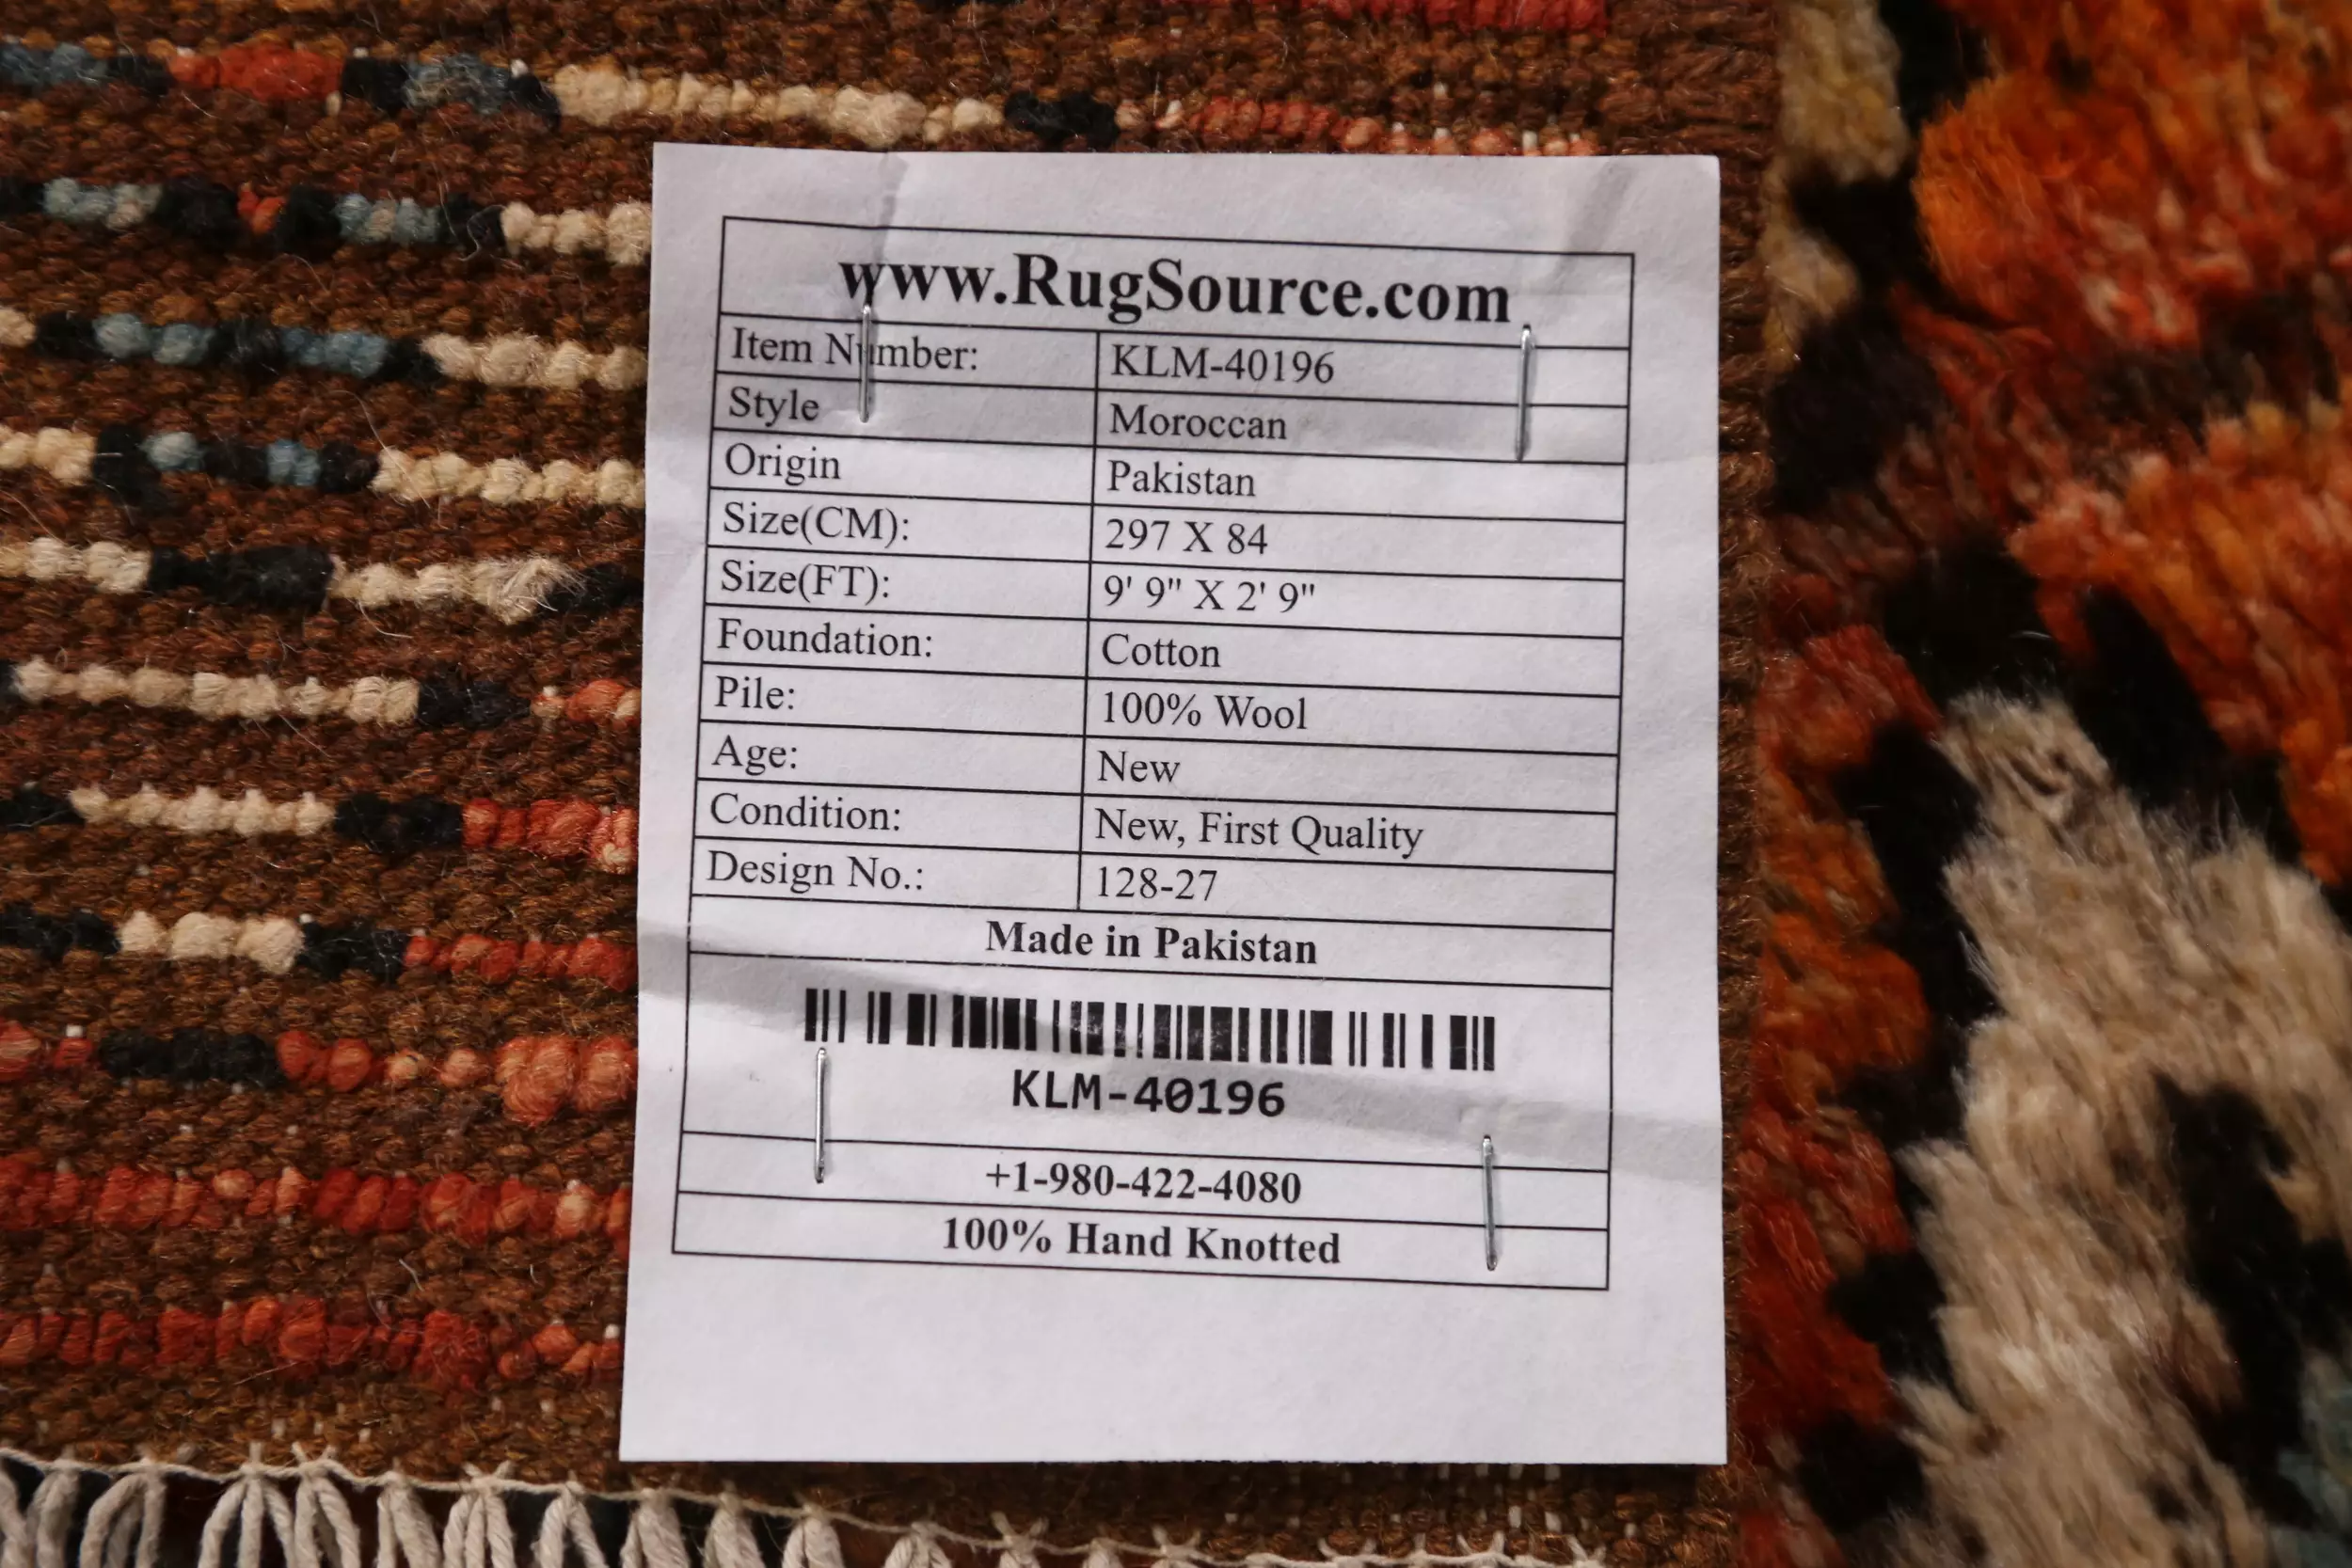 www.RugSource.com
Item Number: KLM-40196
Style Moroccan
Origin Pakistan
Size(CM): 297 X 84
Size(FT): 9' 9" X 2' 9"
Foundation: Cotton
Pile: 100% Wool
Age: New
Condition: New, First Quality
Design No.: 128-27
Made in Pakistan
KLM-40196
+1-980-422-4080
100% Hand Knotted